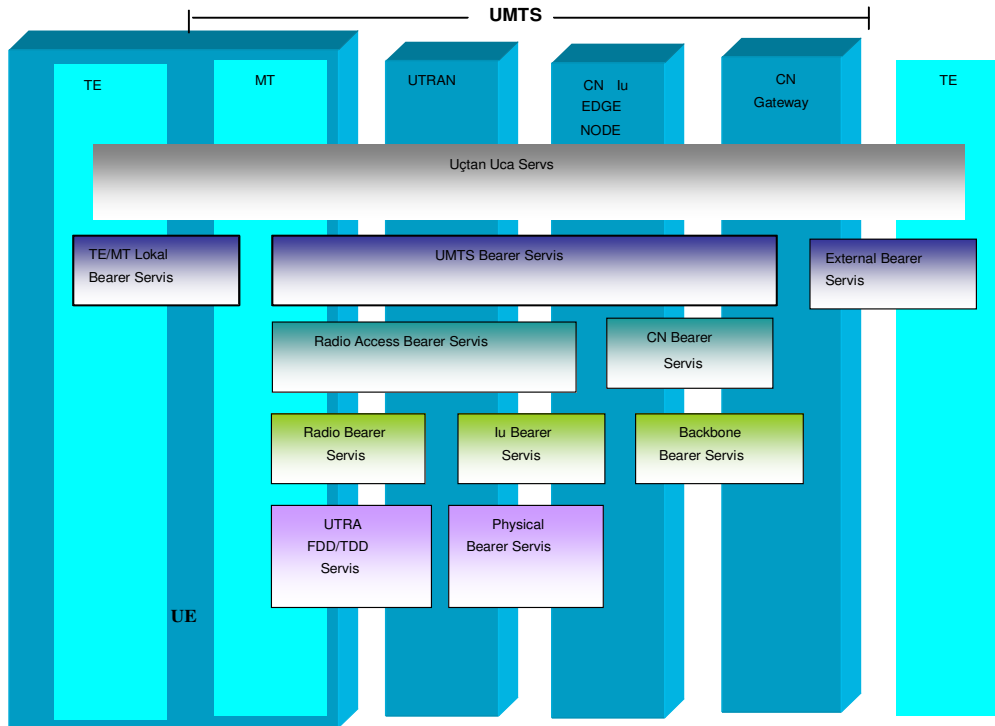 UMTS
TE
MT
UTRAN
CN Iu
EDGE
NODE
CN
Gateway
TE
Uçtan Uca Servs
TE/MT Lokal
Bearer Servis
UMTS Bearer Servis
External Bearer
Servis
Radio Access Bearer Servis
CN Bearer
Servis
Radio Bearer
Servis
Iu Bearer
Servis
Backbone
Bearer Servis
UTRA
FDD/TDD
Servis
Physical
Bearer Servis
UE